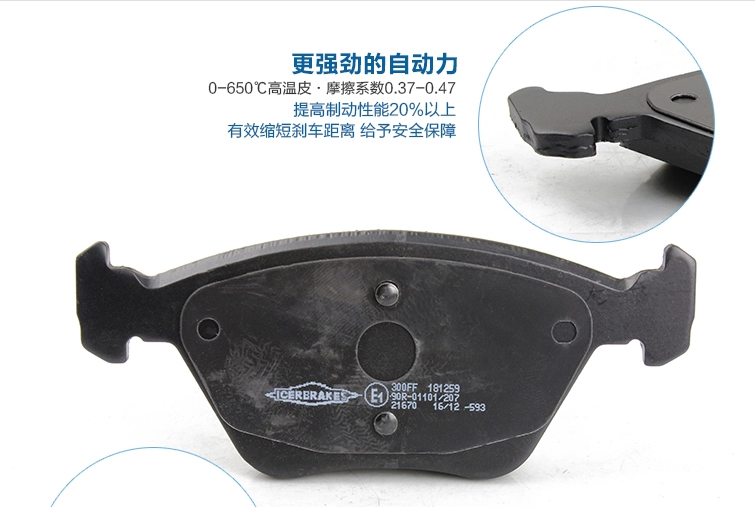 更强劲的自动力
0-650℃高温皮·摩擦系数0.37-0.47
提高制动性能20%以上
有效缩短刹车距离 给予安全保障
ICERBRAKES
E1
300FF 181259
90R-01101/207
21670 16/12 -593